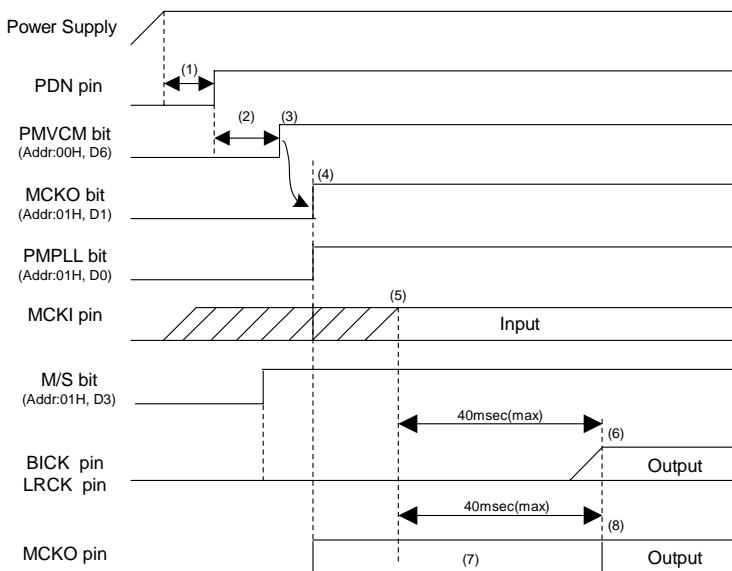 Power Supply
(1)
PDN pin
(2)
(3)
PMVCM bit
(Addr:00H, D6)
(4)
MCKO bit
(Addr:01H, D1)
PMPLL bit
(Addr:01H, D0)
(5)
MCKI pin
Input
M/S bit
(Addr:01H, D3)
40msec(max)
(6)
BICK pin
Output
LRCK pin
40msec(max)
(8)
MCKO pin
(7)
Output